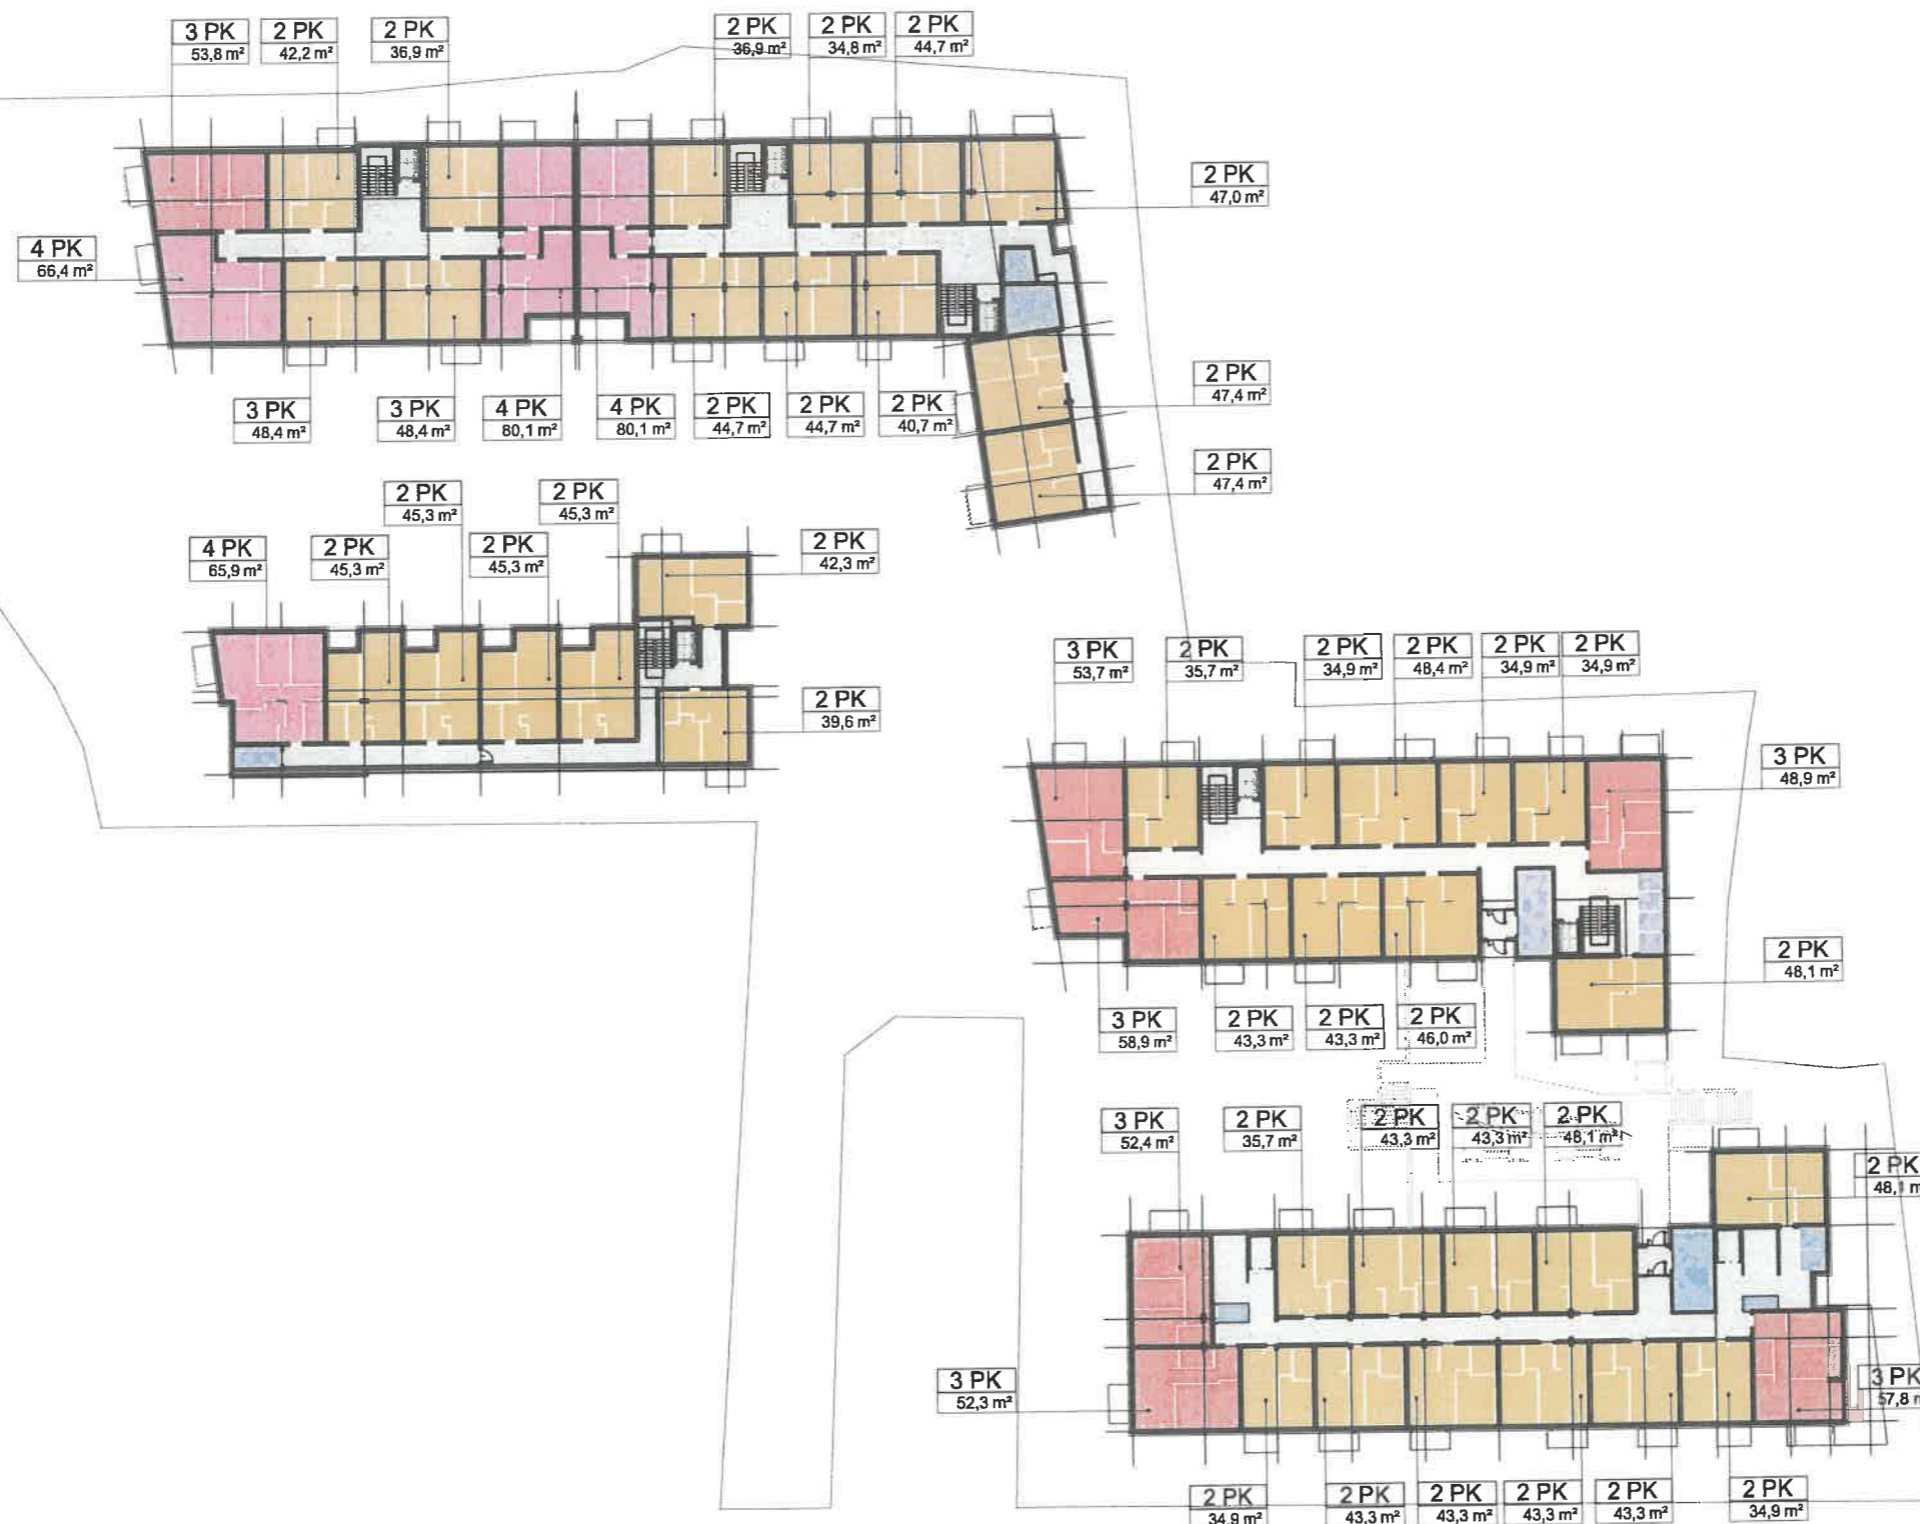 3 PK
53,8 m²
2 PK
42,2 m²
2 PK
36,9 m²
2 PK
36,9 m²
2 PK
34,8 m²
2 PK
44,7 m²
2 PK
47,0 m²
4 PK
66,4 m²
3 PK
48,4 m²
3 PK
48,4 m²
4 PK
80,1 m²
4 PK
80,1 m²
2 PK
44,7 m²
2 PK
44,7 m²
2 PK
40,7 m²
2 PK
47,4 m²
2 PK
47,4 m²
4 PK
65,9 m²
2 PK
45,3 m²
2 PK
45,3 m²
2 PK
45,3 m²
2 PK
45,3 m²
2 PK
42,3 m²
2 PK
39,6 m²
3 PK
53,7 m²
2 PK
35,7 m²
2 PK
34,9 m²
2 PK
48,4 m²
2 PK
34,9 m²
2 PK
34,9 m²
3 PK
48,9 m²
2 PK
48,1 m²
3 PK
58,9 m²
2 PK
43,3 m²
2 PK
43,3 m²
2 PK
46,0 m²
3 PK
52,4 m²
2 PK
35,7 m²
2 PK
43,3 m²
2 PK
43,3 m²
2 PK
48,1 m²
2 PK
48,1 m
3 PK
52,3 m²
3 PK
57,8 m
2 PK
34,9 m²
2 PK
43,3 m²
2 PK
43,3 m²
2 PK
43,3 m²
2 PK
43,3 m²
2 PK
34,9 m²